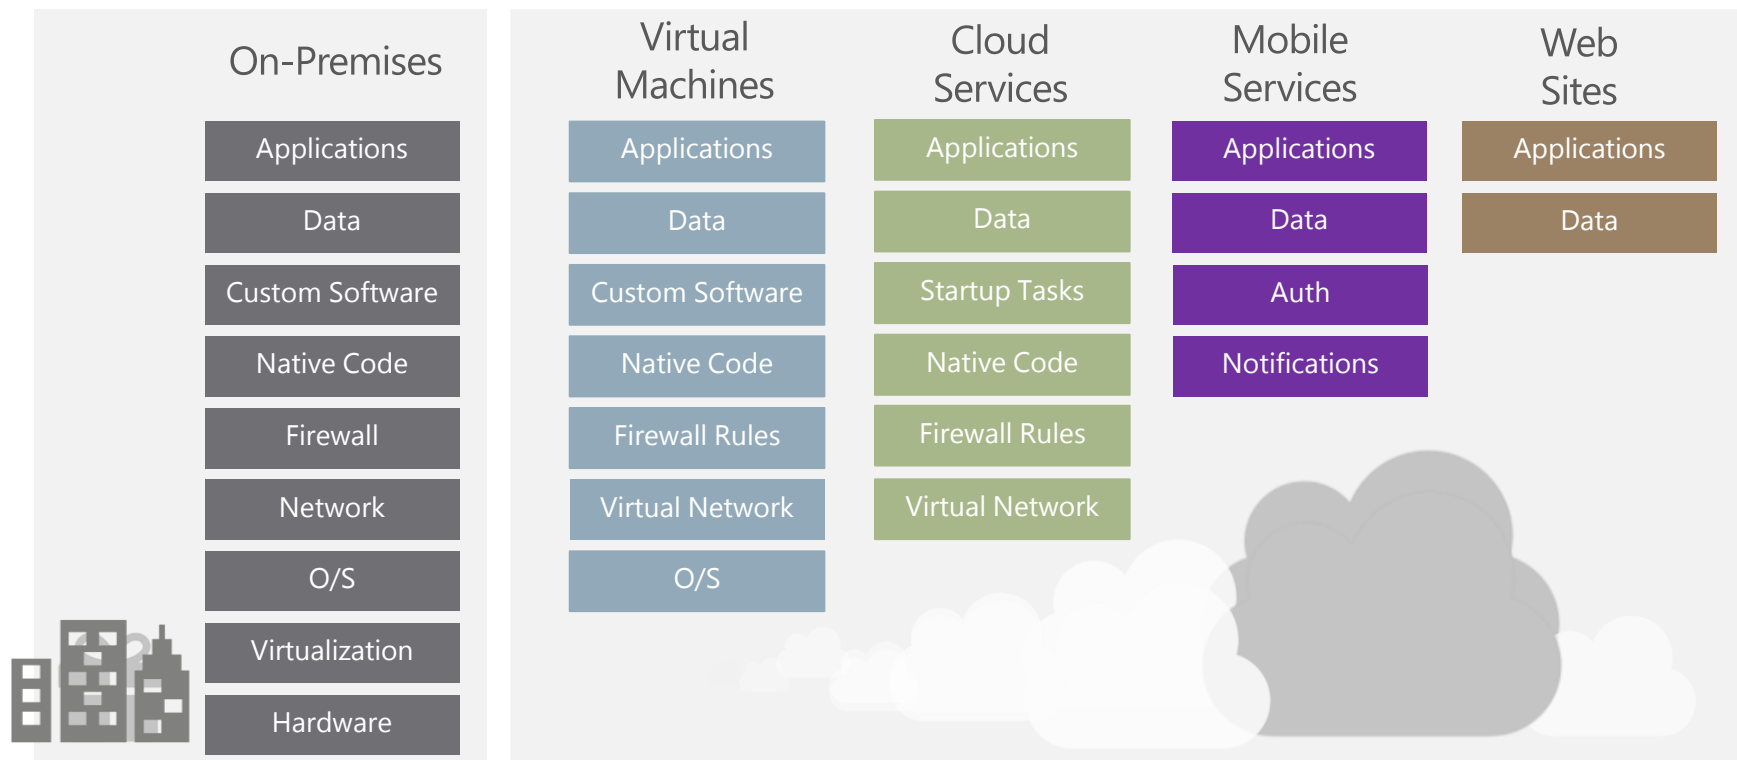 On-Premises
Applications
Data
Custom Software
Native Code
Firewall
Network
O/S
Virtualization
Hardware
Virtual
Machines
Applications
Data
Custom Software
Native Code
Firewall Rules
Virtual Network
O/S
Cloud
Services
Applications
Data
Startup Tasks
Native Code
Firewall Rules
Virtual Network
Mobile
Services
Applications
Data
Auth
Notifications
Web
Sites
Applications
Data